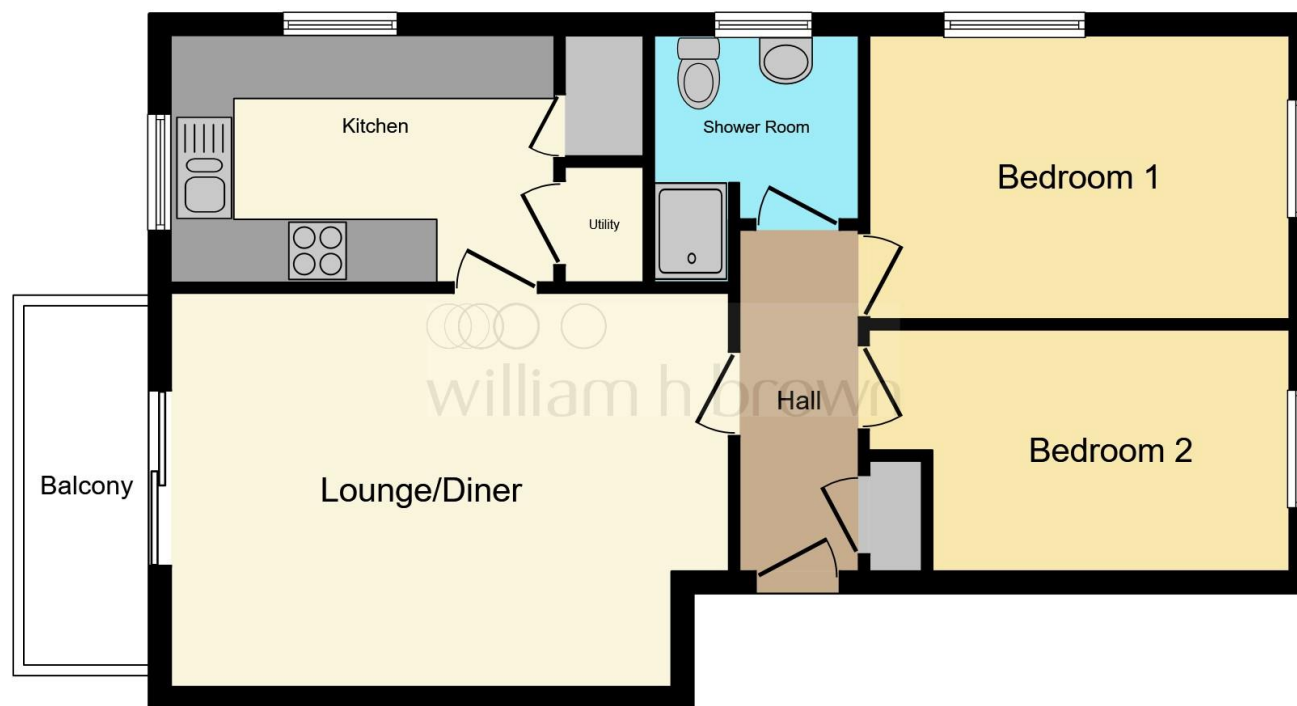 Kitchen
Shower Room
Bedroom 1
Utility
william h brown
Hall
Bedroom 2
Balcony
Lounge/Diner